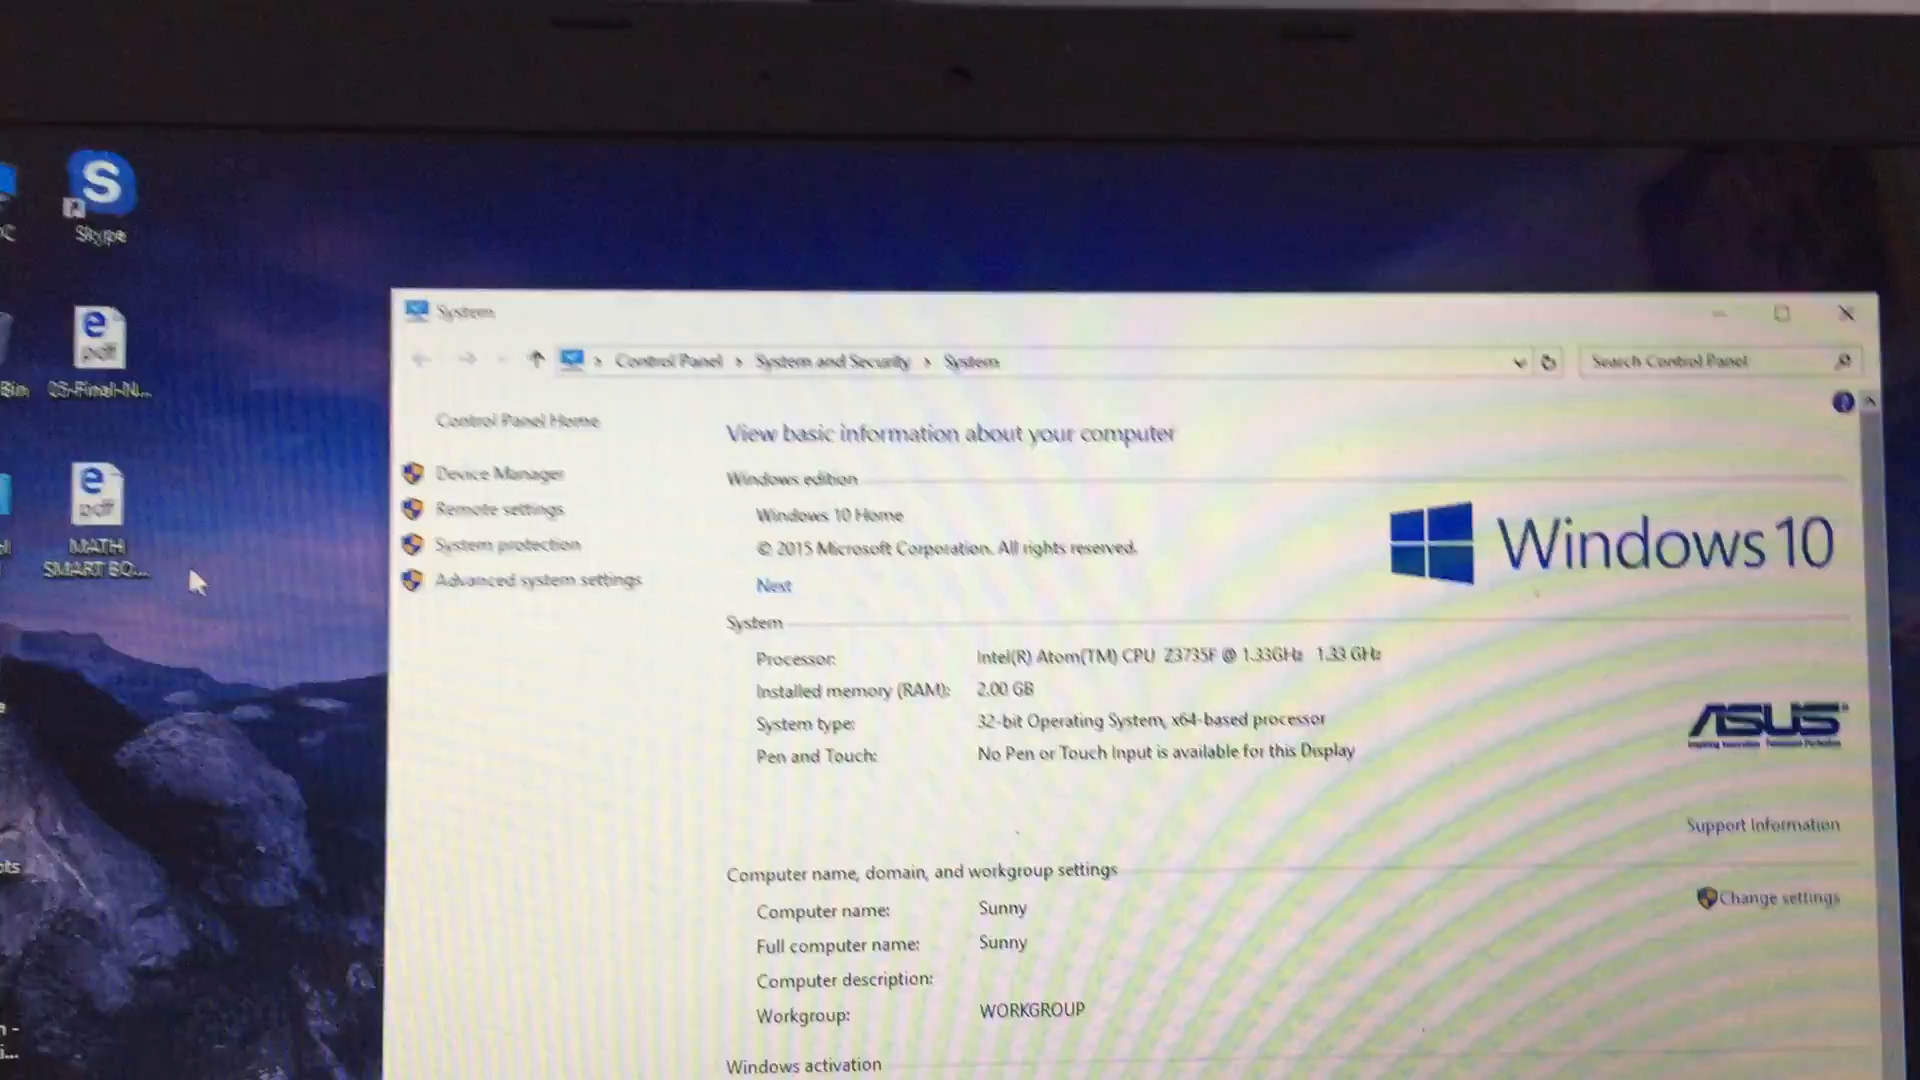 Skype
Bin
MATH
SMART BO...
System
Control Panel > System and Security > System
Search Control Panel
Control Panel Home
Device Manager
Remote settings
System protection
Advanced system settings
View basic information about your computer
Windows edition
Windows 10 Home
© 2015 Microsoft Corporation. All rights reserved.
Next
Windows 10
System
Processor: Intel(R) Atom(TM) CPU Z3735F @ 1.33GHz 1.33 GHz
Installed memory (RAM): 2.00 GB
System type: 32-bit Operating System, x64-based processor
Pen and Touch: No Pen or Touch Input is available for this Display
ASUS
Support Information
Computer name, domain, and workgroup settings
Computer name: Sunny
Change settings
Full computer name: Sunny
Computer description:
Workgroup: WORKGROUP
Windows activation